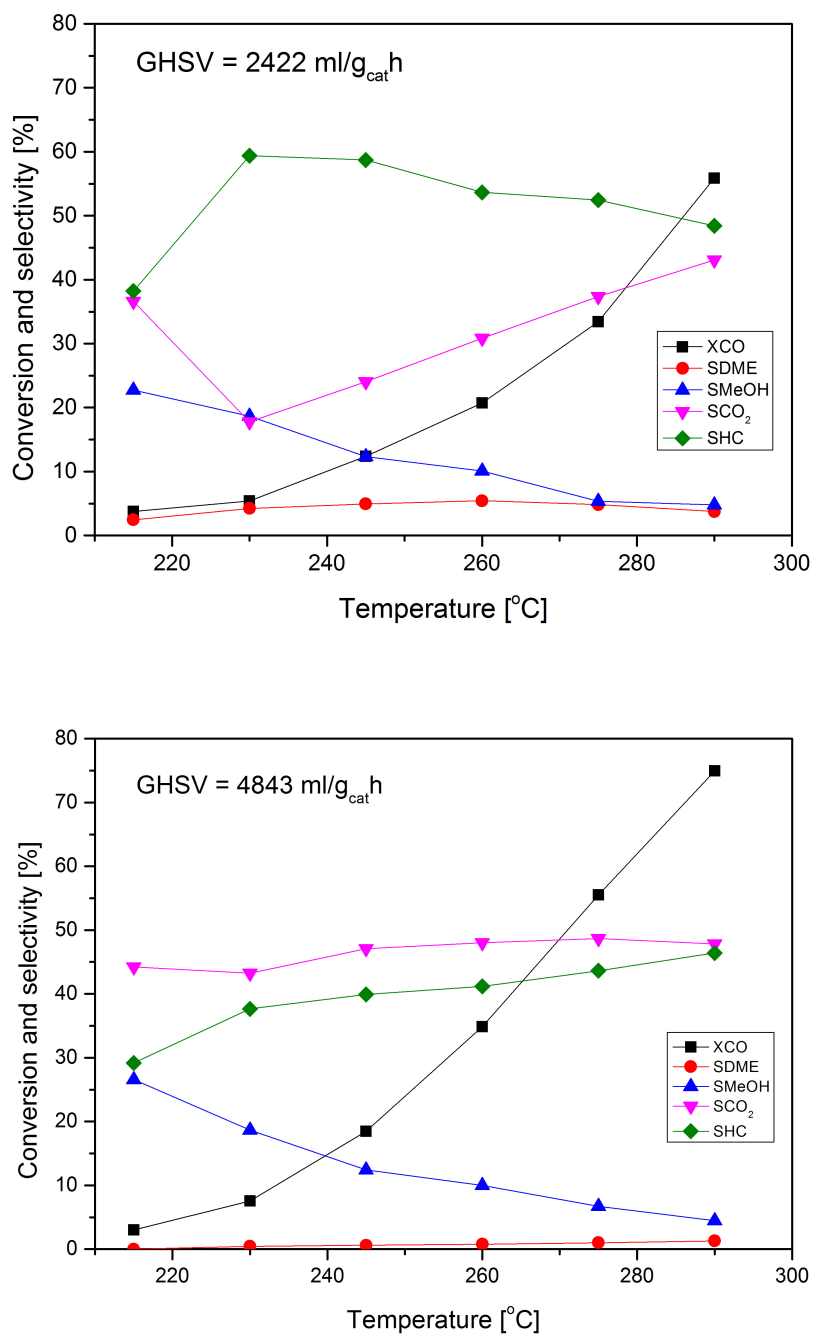 80
70
60
50
40
30
20
10
0
Conversion and selectivity [%]
GHSV = 2422 ml/g_cat h
XCO
SDME
SMeOH
SCO₂
SHC
220 240 260 280 300
Temperature [°C]
80
70
60
50
40
30
20
10
0
Conversion and selectivity [%]
GHSV = 4843 ml/g_cat h
XCO
SDME
SMeOH
SCO₂
SHC
220 240 260 280 300
Temperature [°C]